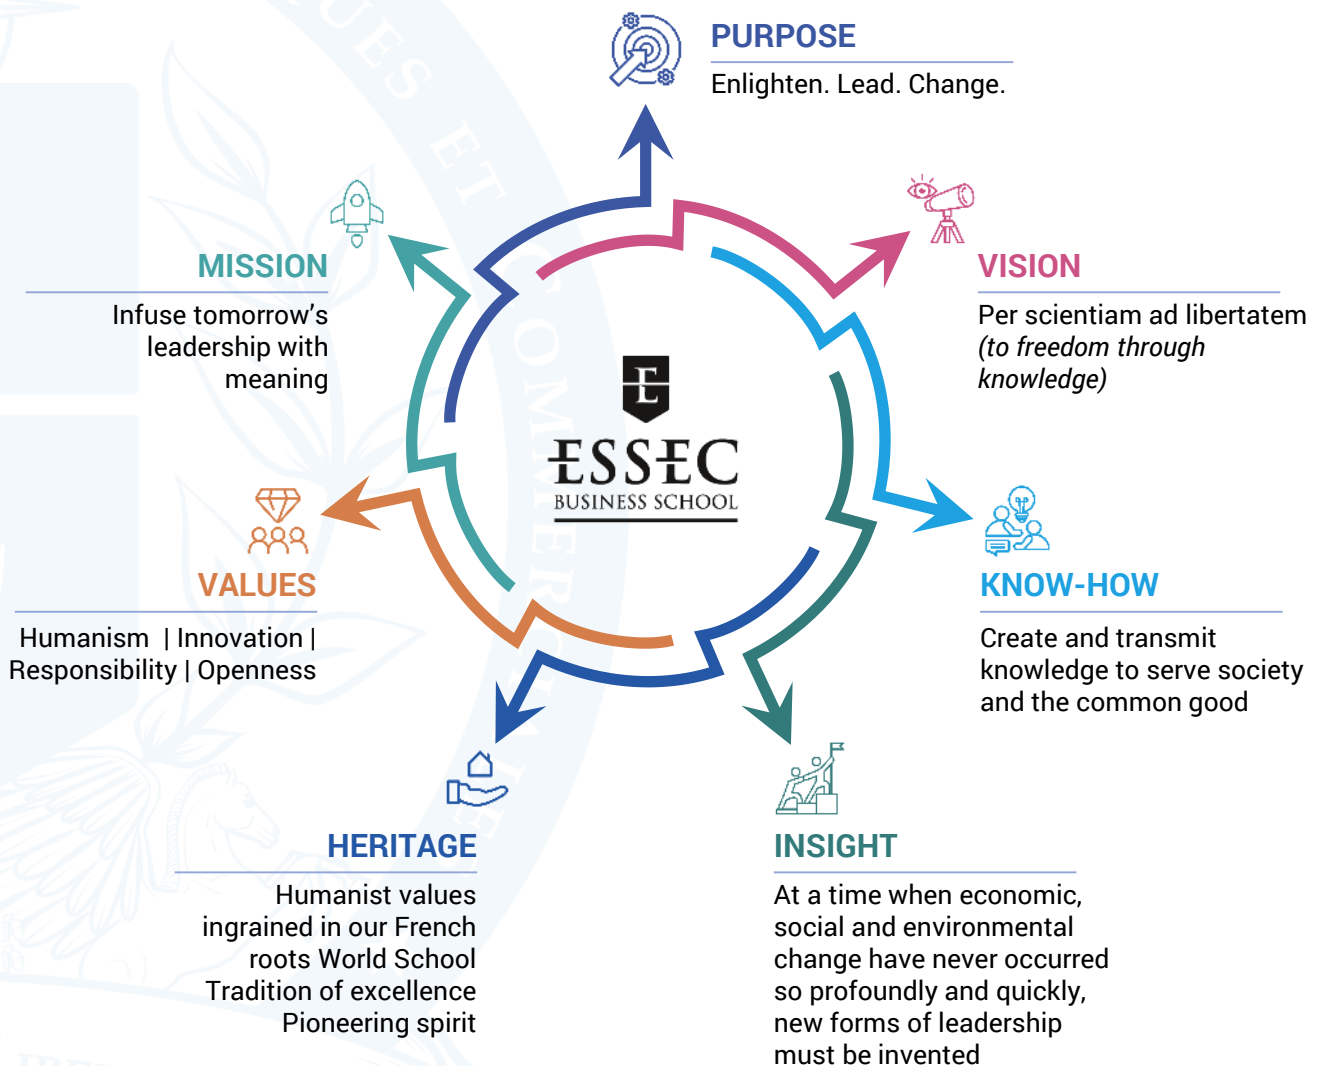 PURPOSE
Enlighten. Lead. Change.
MISSION
Infuse tomorrow’s
leadership with
meaning
VISION
Per scientiam ad libertatem
(to freedom through
knowledge)
E
ESSEC
BUSINESS SCHOOL
VALUES
Humanism | Innovation |
Responsibility | Openness
KNOW-HOW
Create and transmit
knowledge to serve society
and the common good
HERITAGE
Humanist values
ingrained in our French
roots World School
Tradition of excellence
Pioneering spirit
INSIGHT
At a time when economic,
social and environmental
change have never occurred
so profoundly and quickly,
new forms of leadership
must be invented